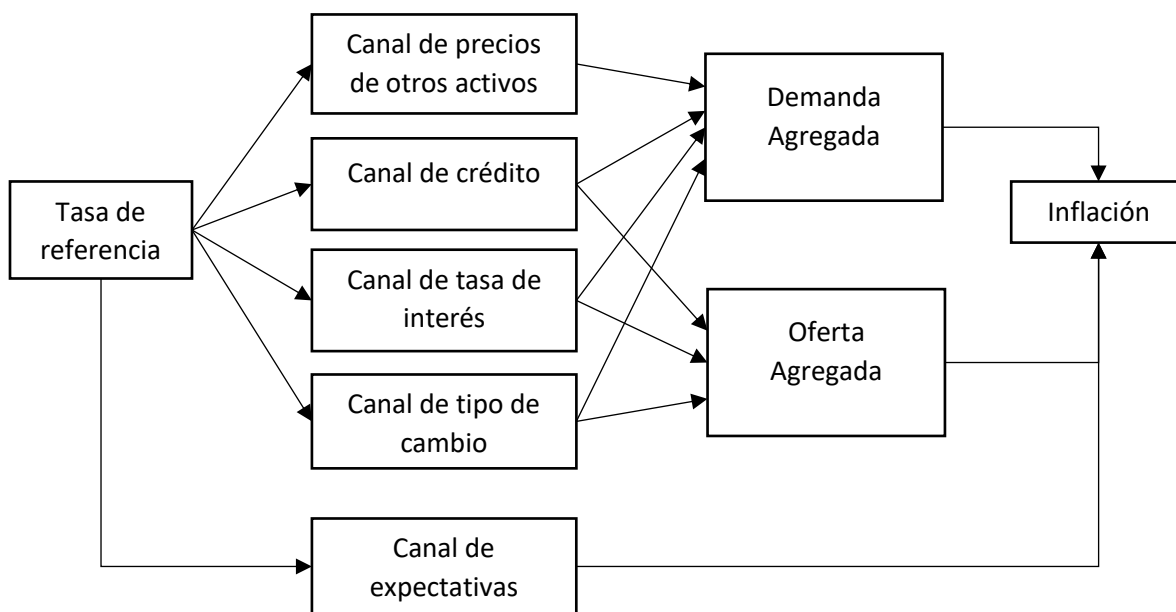 Canal de precios
de otros activos
Demanda
Agregada
Canal de crédito
Tasa de
referencia
Inflación
Canal de tasa de
interés
Oferta
Agregada
Canal de tipo de
cambio
Canal de
expectativas